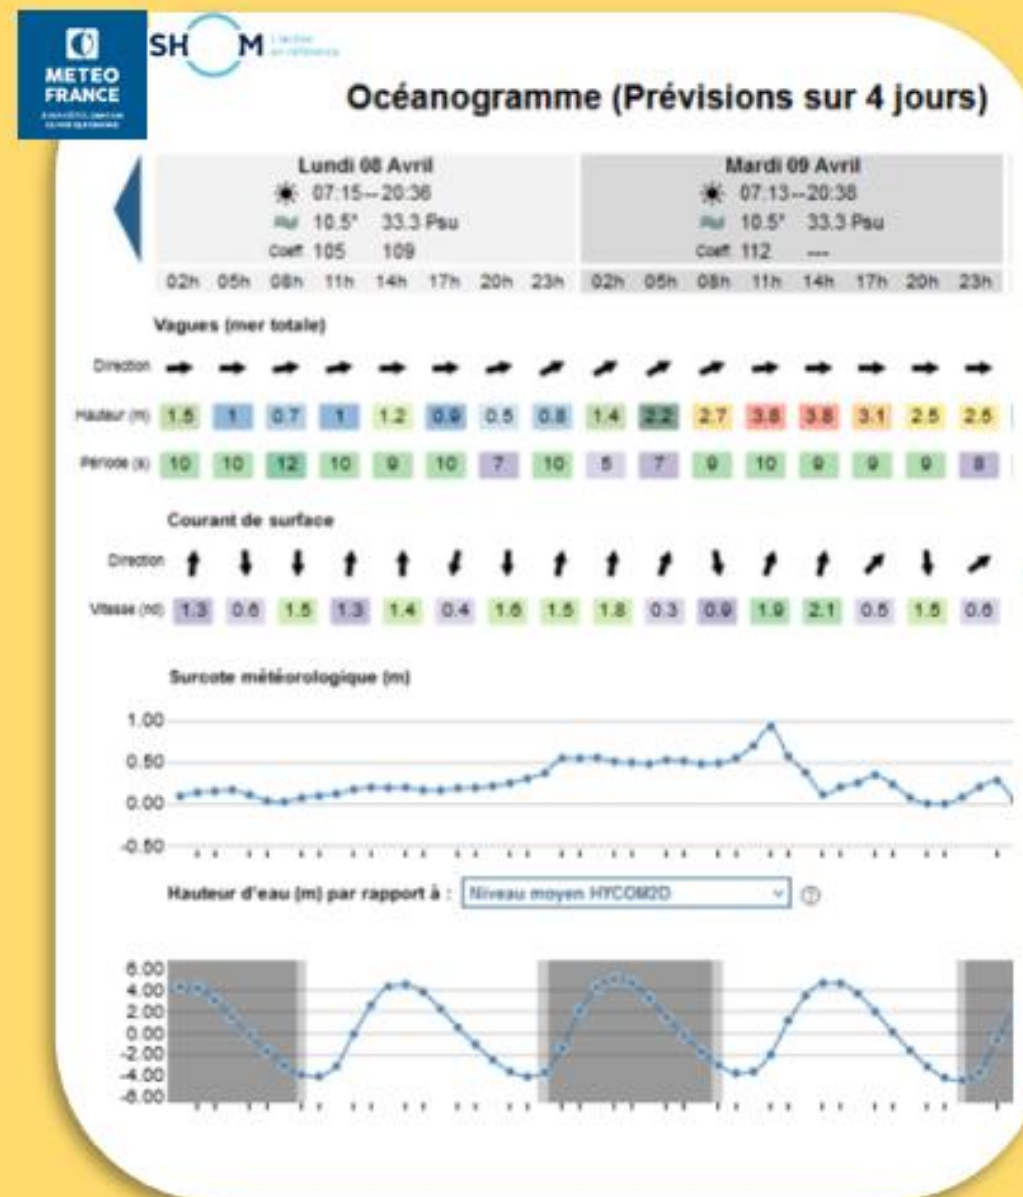 METEO
FRANCE
SHOM
Océanogramme (Prévisions sur 4 jours)
Lundi 08 Avril
07:15--20:36
10.5° 33.3 Psu
Coeff. 105 109
02h 05h 08h 11h 14h 17h 20h 23h
Mardi 09 Avril
07:13--20:38
10.5° 33.3 Psu
Coeff. 112 ---
02h 05h 08h 11h 14h 17h 20h 23h
Vagues (mer totale)
Direction
Hauteur (m) 1.5 1 0.7 1 1.2 0.9 0.5 0.8 1.4 2.2 2.7 3.8 3.8 3.1 2.5 2.5
Période (s) 10 10 12 10 9 10 7 10 5 7 9 10 9 9 9 8
Courant de surface
Direction
Vitesse (nd) 1.3 0.6 1.5 1.3 1.4 0.4 1.6 1.5 1.8 0.3 0.9 1.9 2.1 0.5 1.5 0.6
Surcote météorologique (m)
1.00
0.50
0.00
-0.50
Hauteur d'eau (m) par rapport à : Niveau moyen HYCOM2D ?
6.00
4.00
2.00
0.00
-2.00
-4.00
-6.00